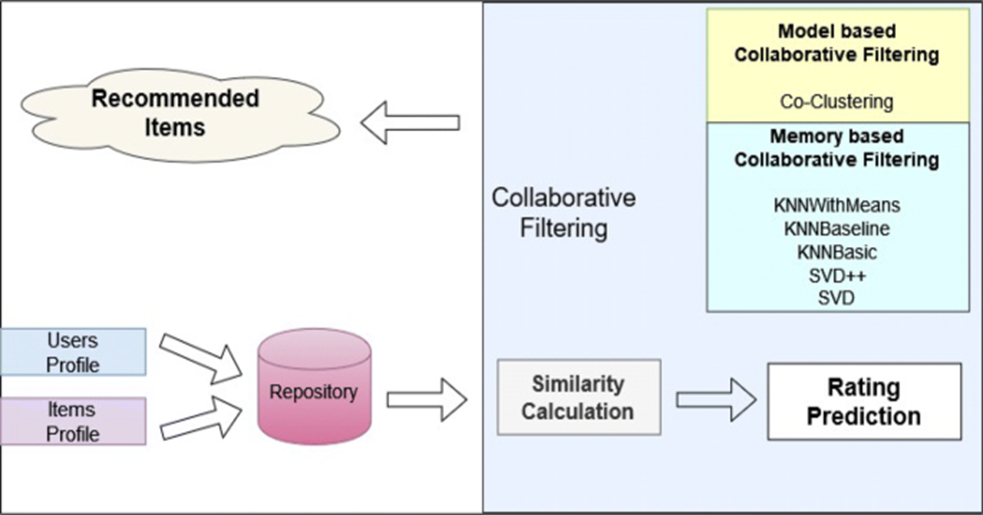 Recommended
Items
Users
Profile
Items
Profile
Repository
Collaborative
Filtering
Model based
Collaborative Filtering
Co-Clustering
Memory based
Collaborative Filtering
KNNWithMeans
KNNBaseline
KNNBasic
SVD++
SVD
Similarity
Calculation
Rating
Prediction